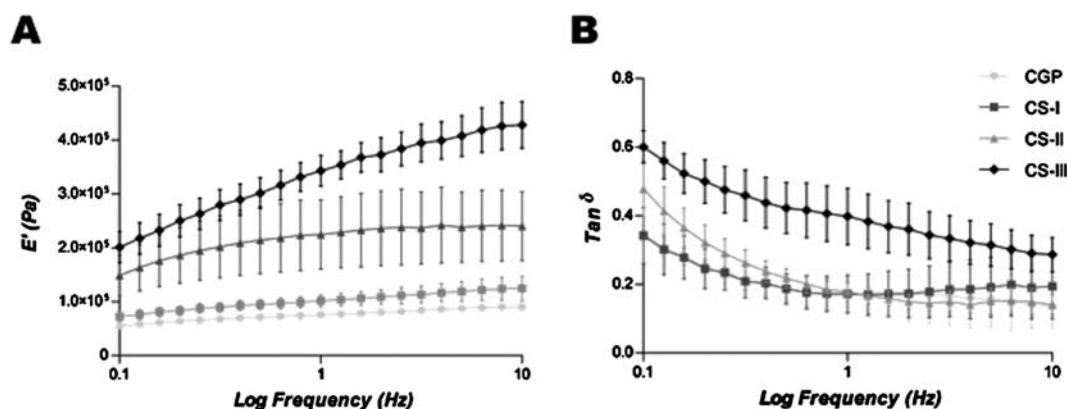 A
B
5.0×10⁵
4.0×10⁵
3.0×10⁵
2.0×10⁵
1.0×10⁵
0
E' (Pa)
0.1
1
10
Log Frequency (Hz)
0.8
0.6
0.4
0.2
0.0
Tan δ
0.1
1
10
Log Frequency (Hz)
CGP
CS-I
CS-II
CS-III